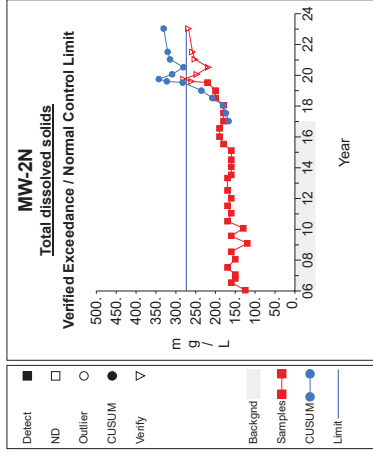 MW-2N
Total dissolved solids
Verified Exceedance / Normal Control Limit
500.
450.
400.
350.
300.
250.
200.
150.
100.
50.
0.
m
g
/
L
06
08
10
12
14
16
18
20
22
24
Year
Detect
ND
Outlier
CUSUM
Verify
Backgnd
Samples
CUSUM
Limit